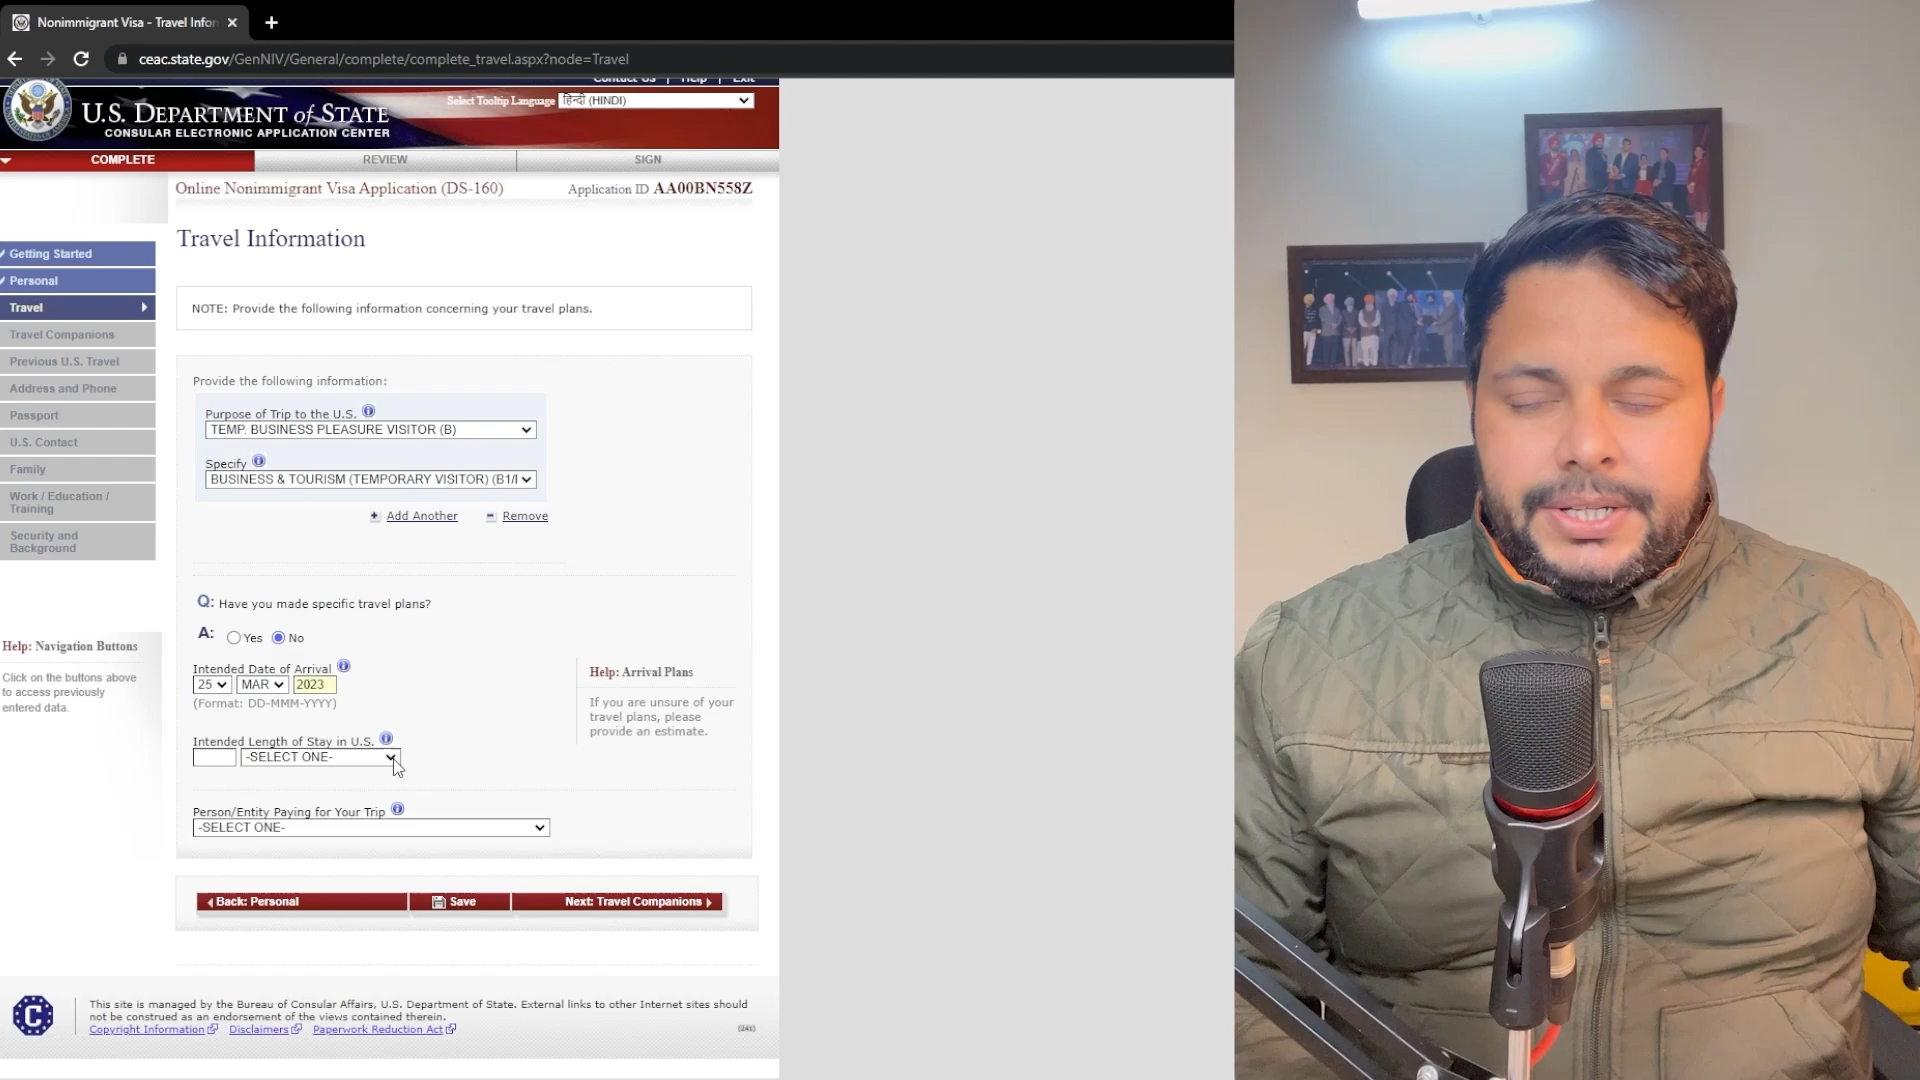 Nonimmigrant Visa - Travel Infor
ceac.state.gov/GenNIV/General/complete/complete_travel.aspx?node=Travel
Contact Us | Help | Exit
Select Tooltip Language हिन्दी (HINDI)
U.S. DEPARTMENT of STATE
CONSULAR ELECTRONIC APPLICATION CENTER
COMPLETE
REVIEW
SIGN
Online Nonimmigrant Visa Application (DS-160)
Application ID AA00BN558Z
Travel Information
Getting Started
Personal
Travel
Travel Companions
Previous U.S. Travel
Address and Phone
Passport
U.S. Contact
Family
Work / Education /
Training
Security and
Background
Help: Navigation Buttons
Click on the buttons above
to access previously
entered data.
NOTE: Provide the following information concerning your travel plans.
Provide the following information:
Purpose of Trip to the U.S.
TEMP. BUSINESS PLEASURE VISITOR (B)
Specify
BUSINESS & TOURISM (TEMPORARY VISITOR) (B1/
Add Another
Remove
Q: Have you made specific travel plans?
A: Yes No
Intended Date of Arrival
25 MAR 2023
(Format: DD-MMM-YYYY)
Help: Arrival Plans
If you are unsure of your
travel plans, please
provide an estimate.
Intended Length of Stay in U.S.
-SELECT ONE-
Person/Entity Paying for Your Trip
-SELECT ONE-
Back: Personal
Save
Next: Travel Companions
This site is managed by the Bureau of Consular Affairs, U.S. Department of State. External links to other Internet sites should
not be construed as an endorsement of the views contained therein.
Copyright Information
Disclaimers
Paperwork Reduction Act
(241)